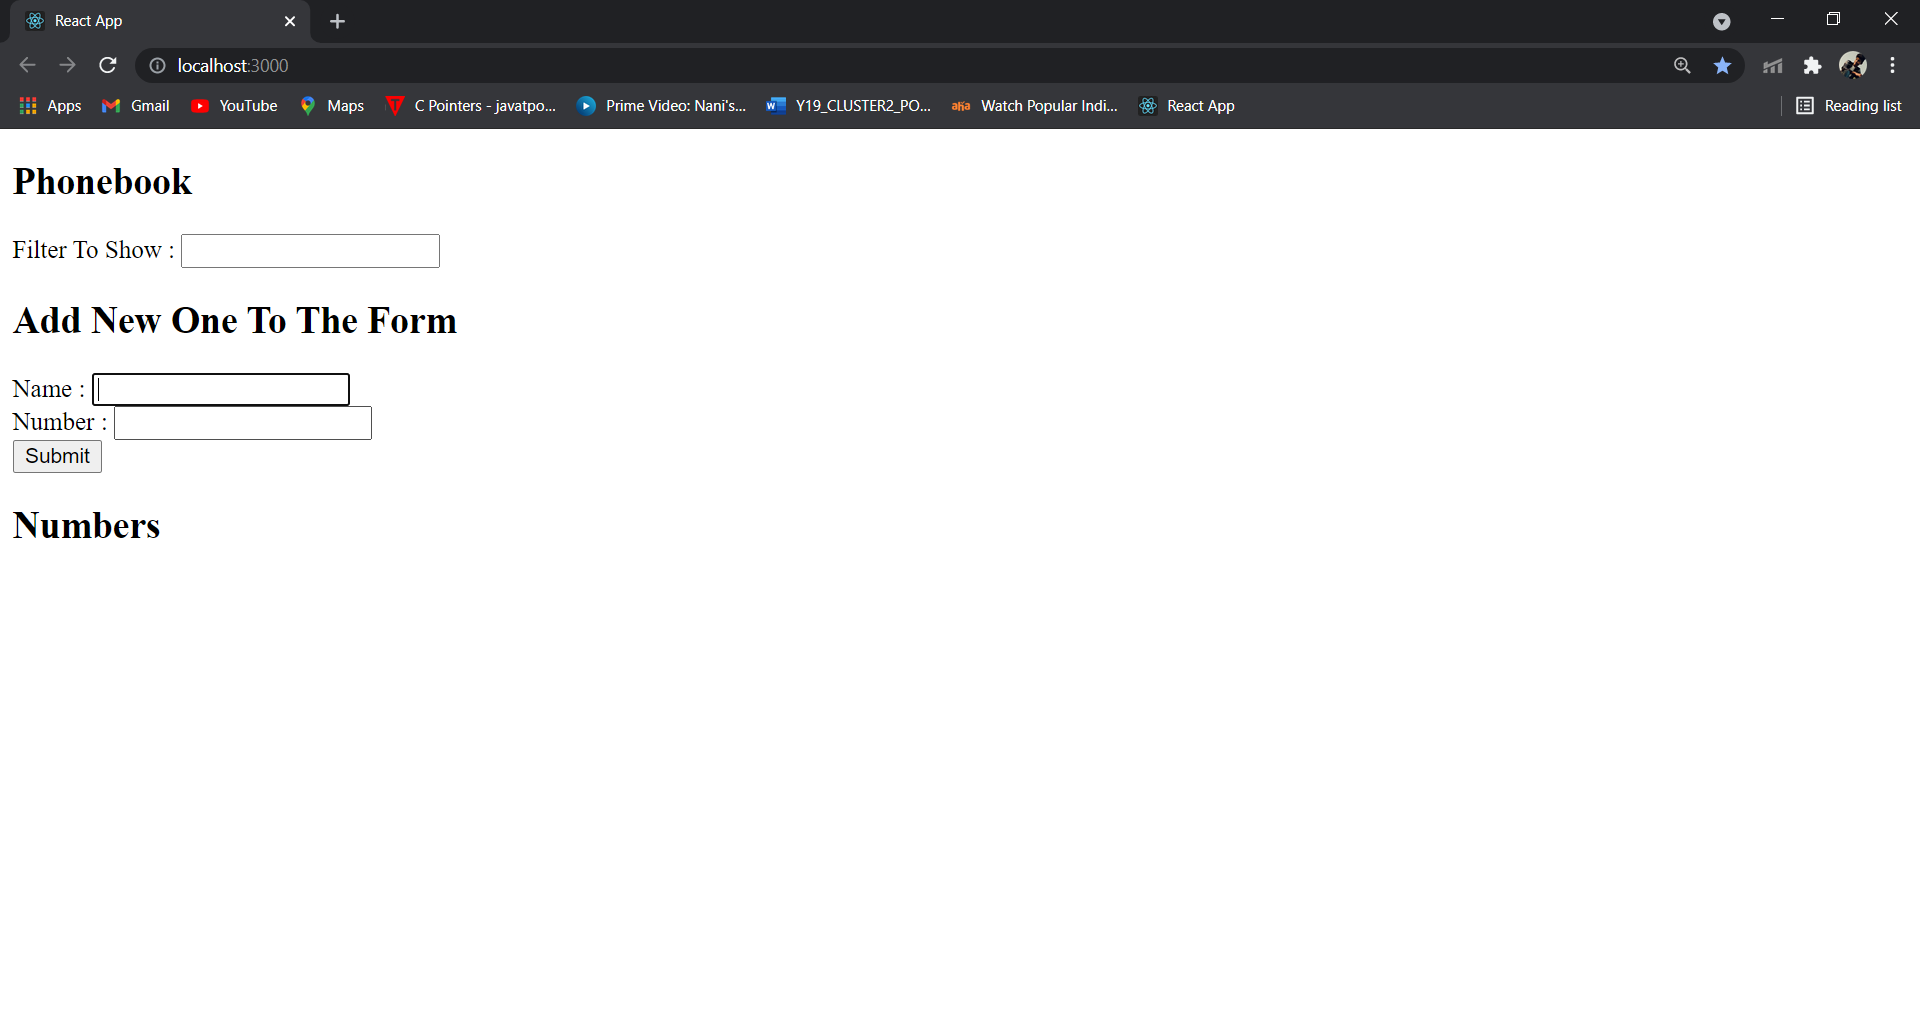 React App
localhost:3000
Apps Gmail YouTube Maps C Pointers - javatpo... Prime Video: Nani's... Y19_CLUSTER2_PO... aha Watch Popular Indi... React App Reading list
Phonebook
Filter To Show :
Add New One To The Form
Name :
Number :
Submit
Numbers